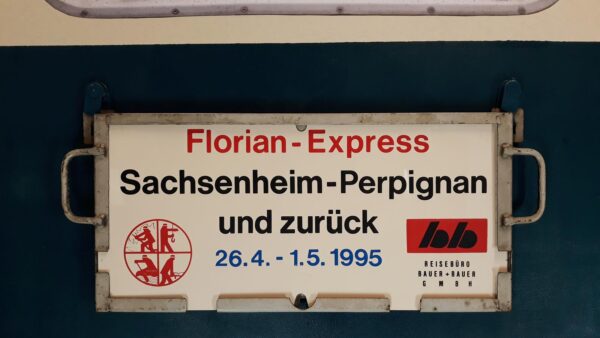 Florian-Express
Sachsenheim-Perpignan
und zurück
26.4. - 1.5. 1995
bb
REISEBÜRO
BAUER+BAUER
GMBH